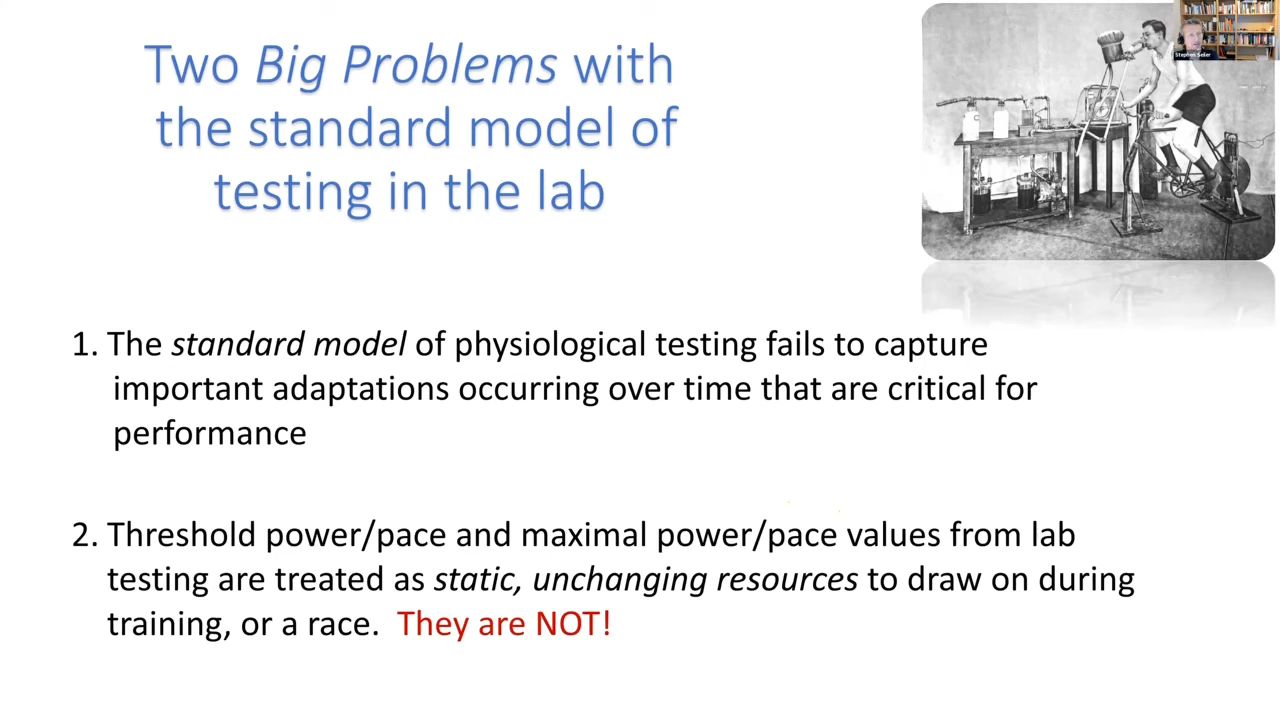 Two Big Problems with
the standard model of
testing in the lab
Stephen Seiler
1. The standard model of physiological testing fails to capture
important adaptations occurring over time that are critical for
performance
2. Threshold power/pace and maximal power/pace values from lab
testing are treated as static, unchanging resources to draw on during
training, or a race. They are NOT!